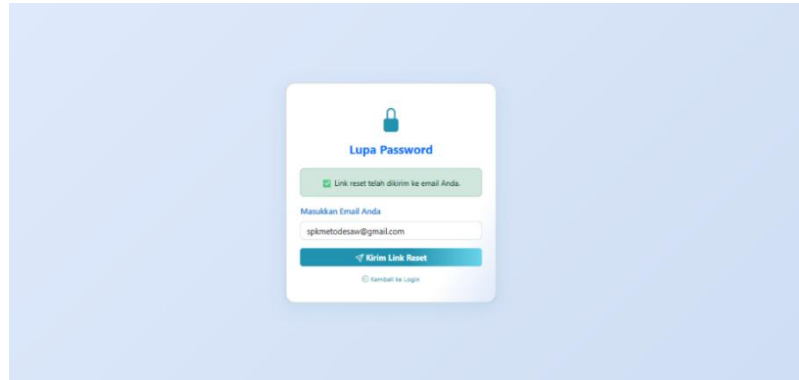 Lupa Password
✅ Link reset telah dikirim ke email Anda.
Masukkan Email Anda
spkmetodesaw@gmail.com
Kirim Link Reset
Kembali ke Login